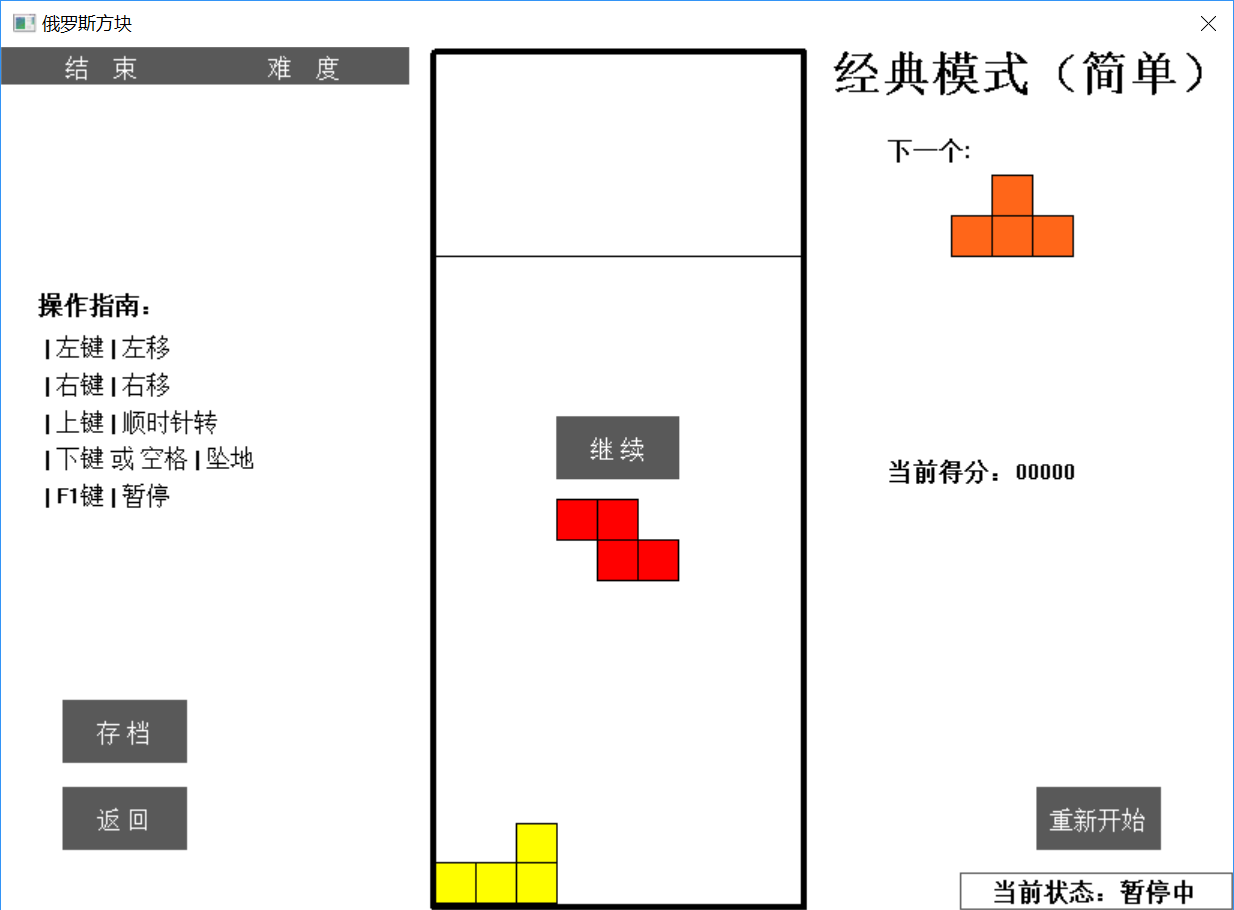 俄罗斯方块
结 束 难 度
经典模式（简单）
下一个:
操作指南：
|左键|左移
|右键|右移
|上键|顺时针转
|下键 或 空格|坠地
|F1键|暂停
继 续
当前得分：00000
存 档
返 回
重新开始
当前状态：暂停中